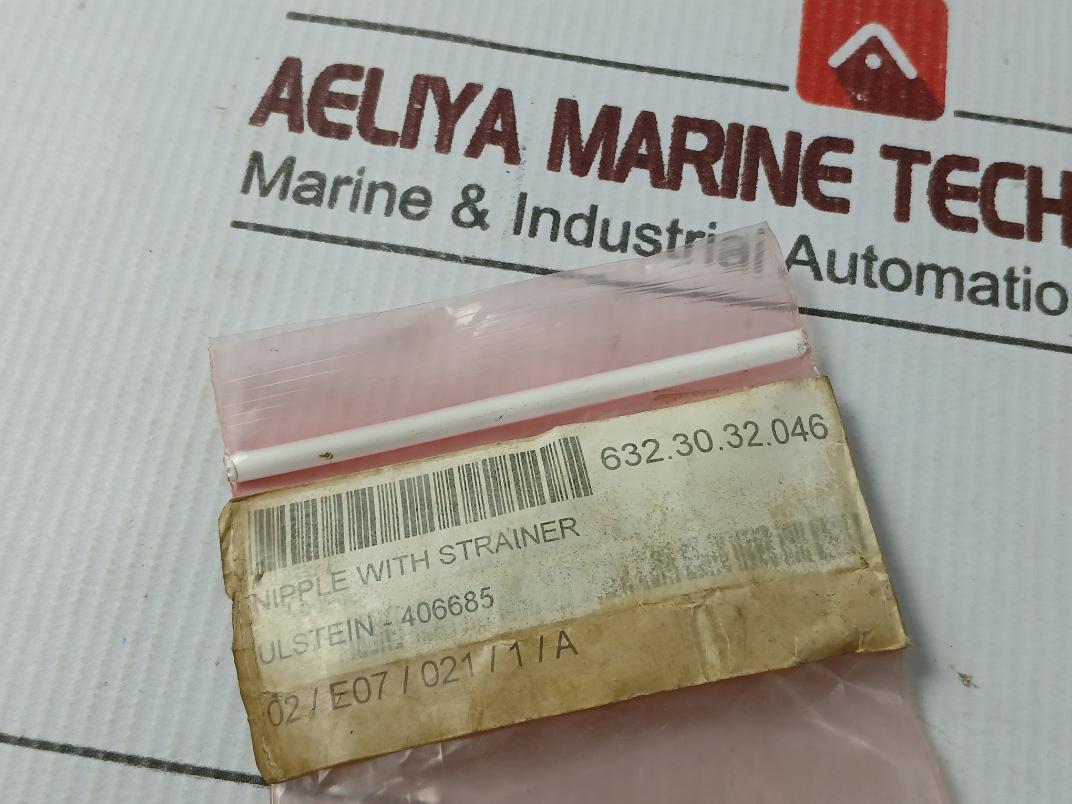 AELIYA MARINE TECH
Marine & Industrial Automatio
632.30.32.046
NIPPLE WITH STRAINER
ULSTEIN - 406685
02 / E07 / 021 / 1 / A